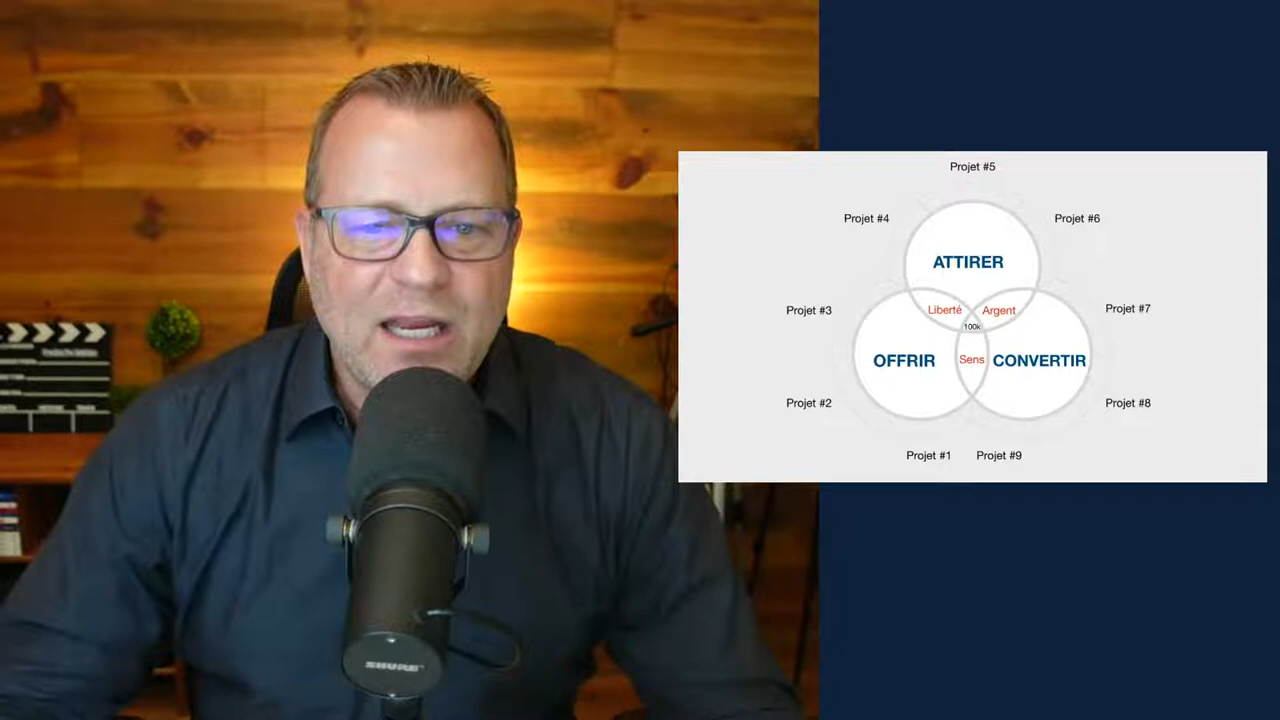 Projet #5
Projet #4
Projet #6
ATTIRER
Projet #3
Liberté
Argent
Projet #7
100k
OFFRIR
Sens
CONVERTIR
Projet #2
Projet #8
Projet #1
Projet #9
SHURE